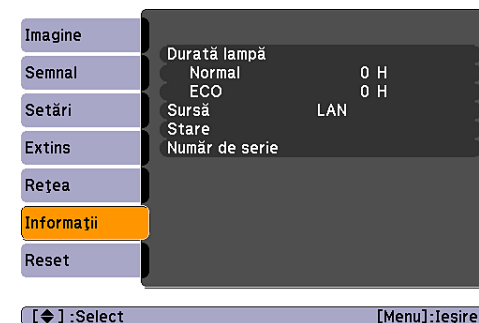 Imagine
Semnal
Setări
Extins
Reţea
Informaţii
Reset
Durată lampă
Normal 0 H
ECO 0 H
Sursă LAN
Stare
Număr de serie
[◆] :Select [Menu]:Iesire